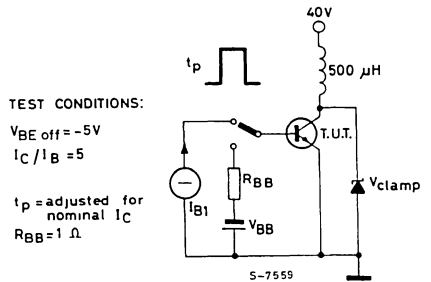 40V
tp
500 μH
TEST CONDITIONS:
VBE off = -5V
IC / IB = 5
tp = adjusted for
nominal IC
RBB = 1 Ω
T.U.T.
Vclamp
IB1
RBB
VBB
S-7559